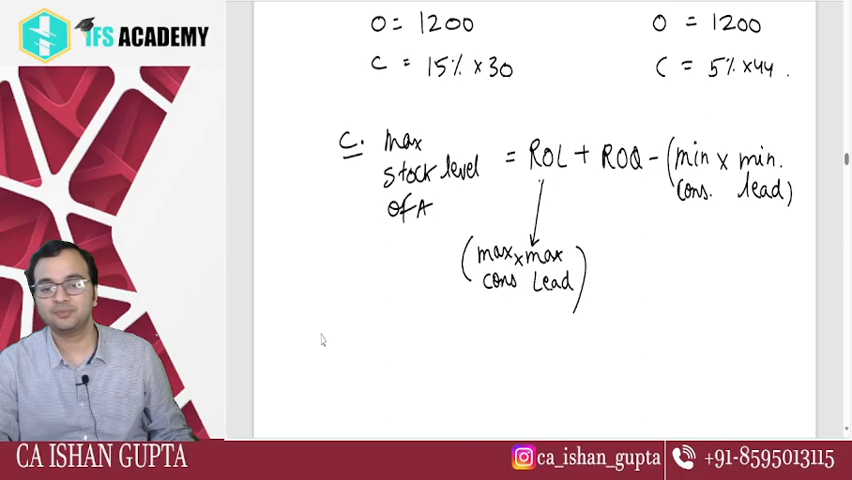 IFS ACADEMY
O = 1200
O = 1200
C = 15% × 30
C = 5% × 44 .
C. max stock level of A = ROL + ROQ - (min cons. × min. lead)
(max cons × max Lead)
CA ISHAN GUPTA
ca_ishan_gupta
+91-8595013115